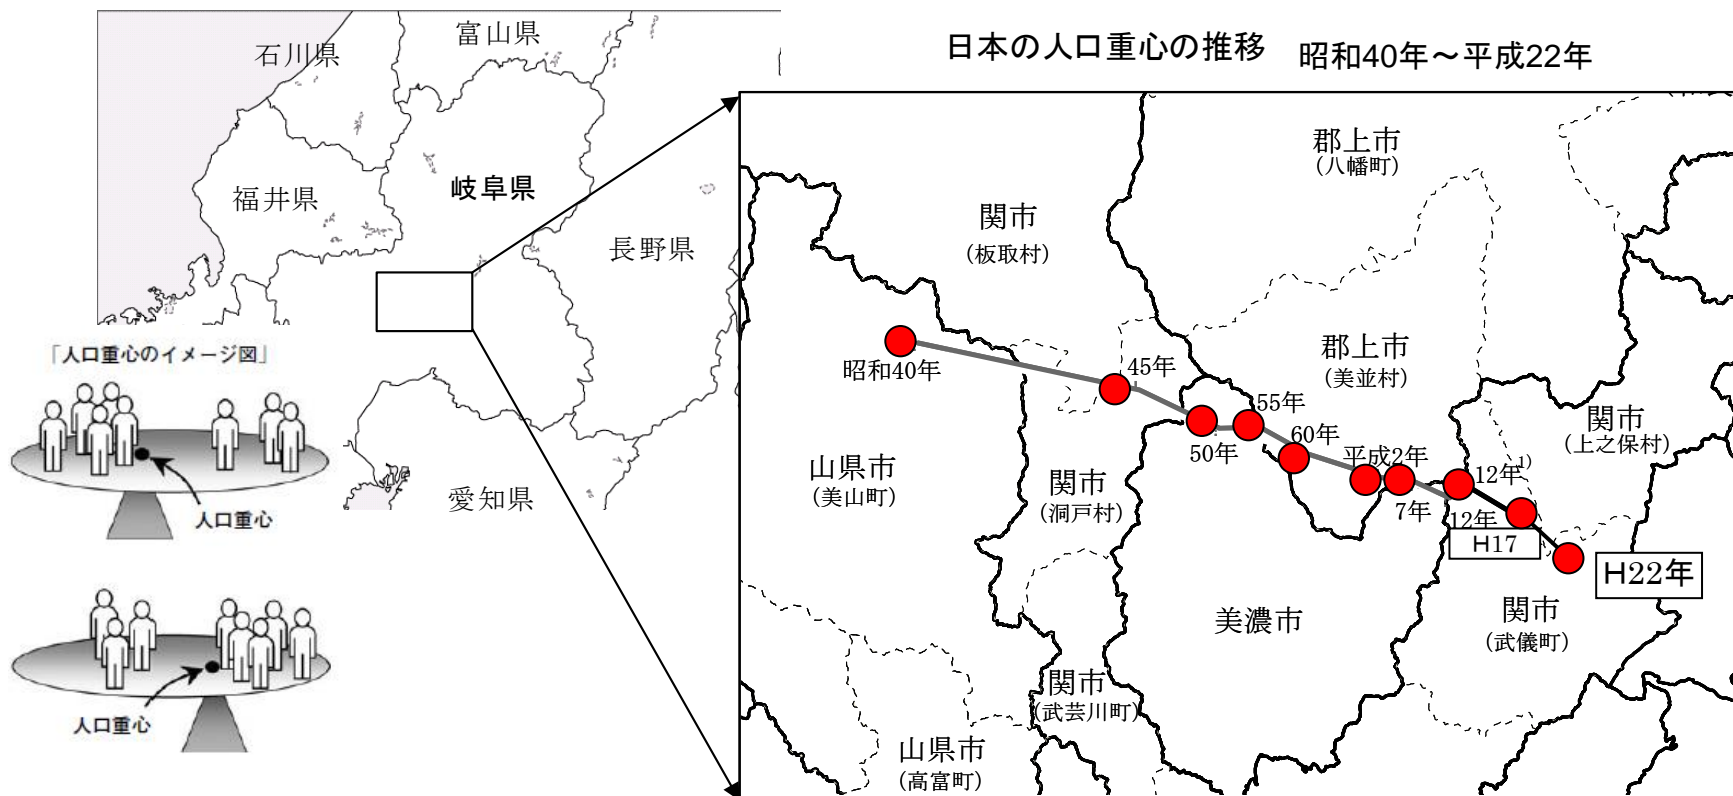 日本の人口重心の推移 昭和40年～平成22年
石川県
富山県
福井県
岐阜県
長野県
愛知県
「人口重心のイメージ図」
人口重心
人口重心
郡上市
(八幡町)
関市
(板取村)
昭和40年
45年
50年
55年
60年
平成2年
7年
12年
1)
12年
H17
H22年
郡上市
(美並村)
関市
(上之保村)
山県市
(美山町)
関市
(洞戸村)
美濃市
関市
(武儀町)
関市
(武芸川町)
山県市
(高富町)